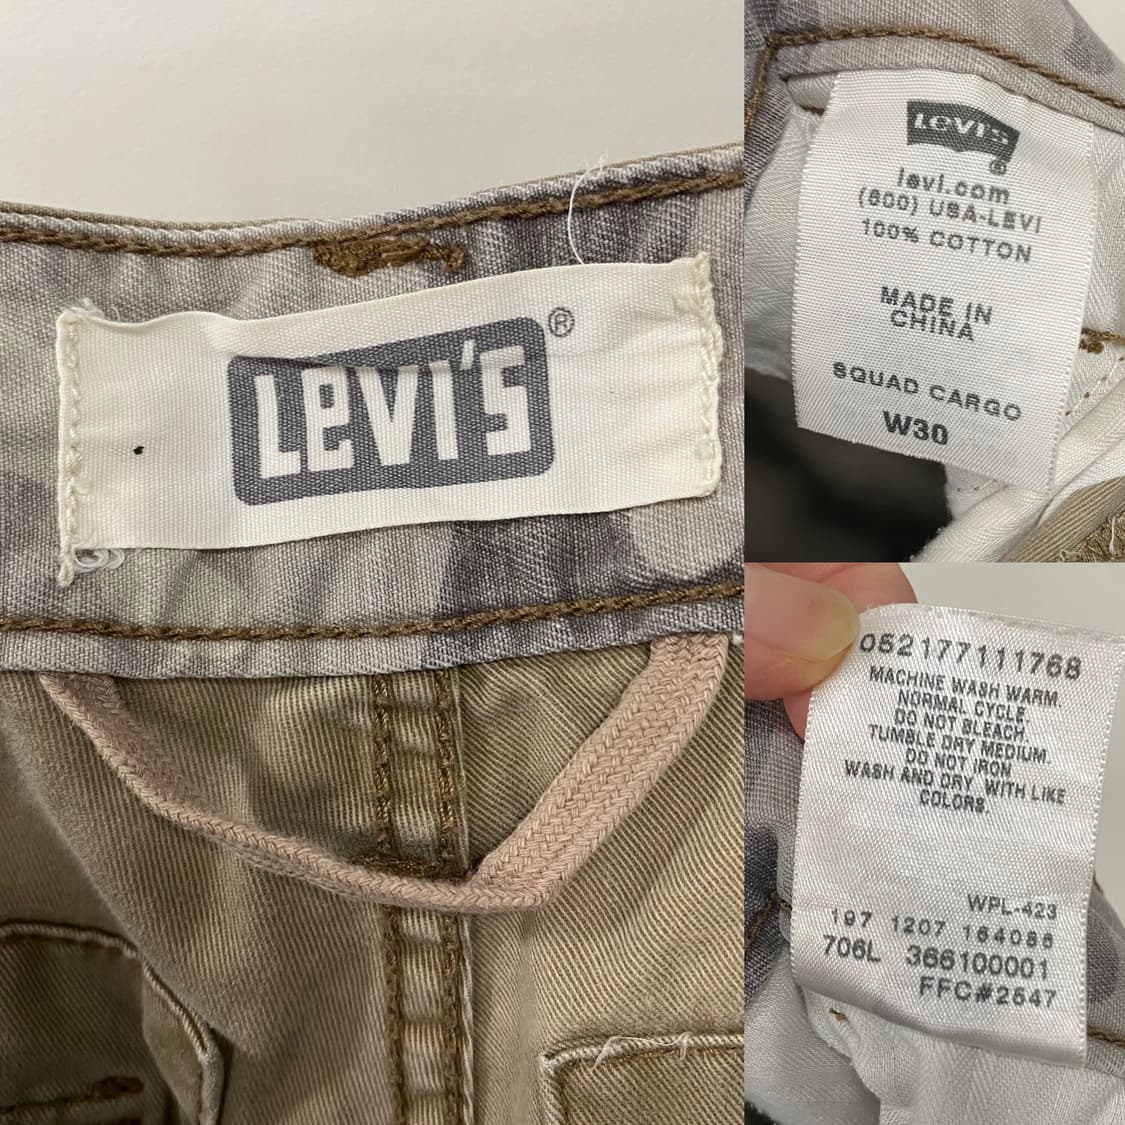 LeVI'S®
LeVI'S
®
levi.com
(800) USA-LEVI
100% COTTON
MADE IN
CHINA
SQUAD CARGO
W30
052177111768
MACHINE WASH WARM.
NORMAL CYCLE.
DO NOT BLEACH.
TUMBLE DRY MEDIUM.
DO NOT IRON.
WASH AND DRY WITH LIKE
COLORS.
WPL-423
197 1207 164086
706L 366100001
FFC#2547